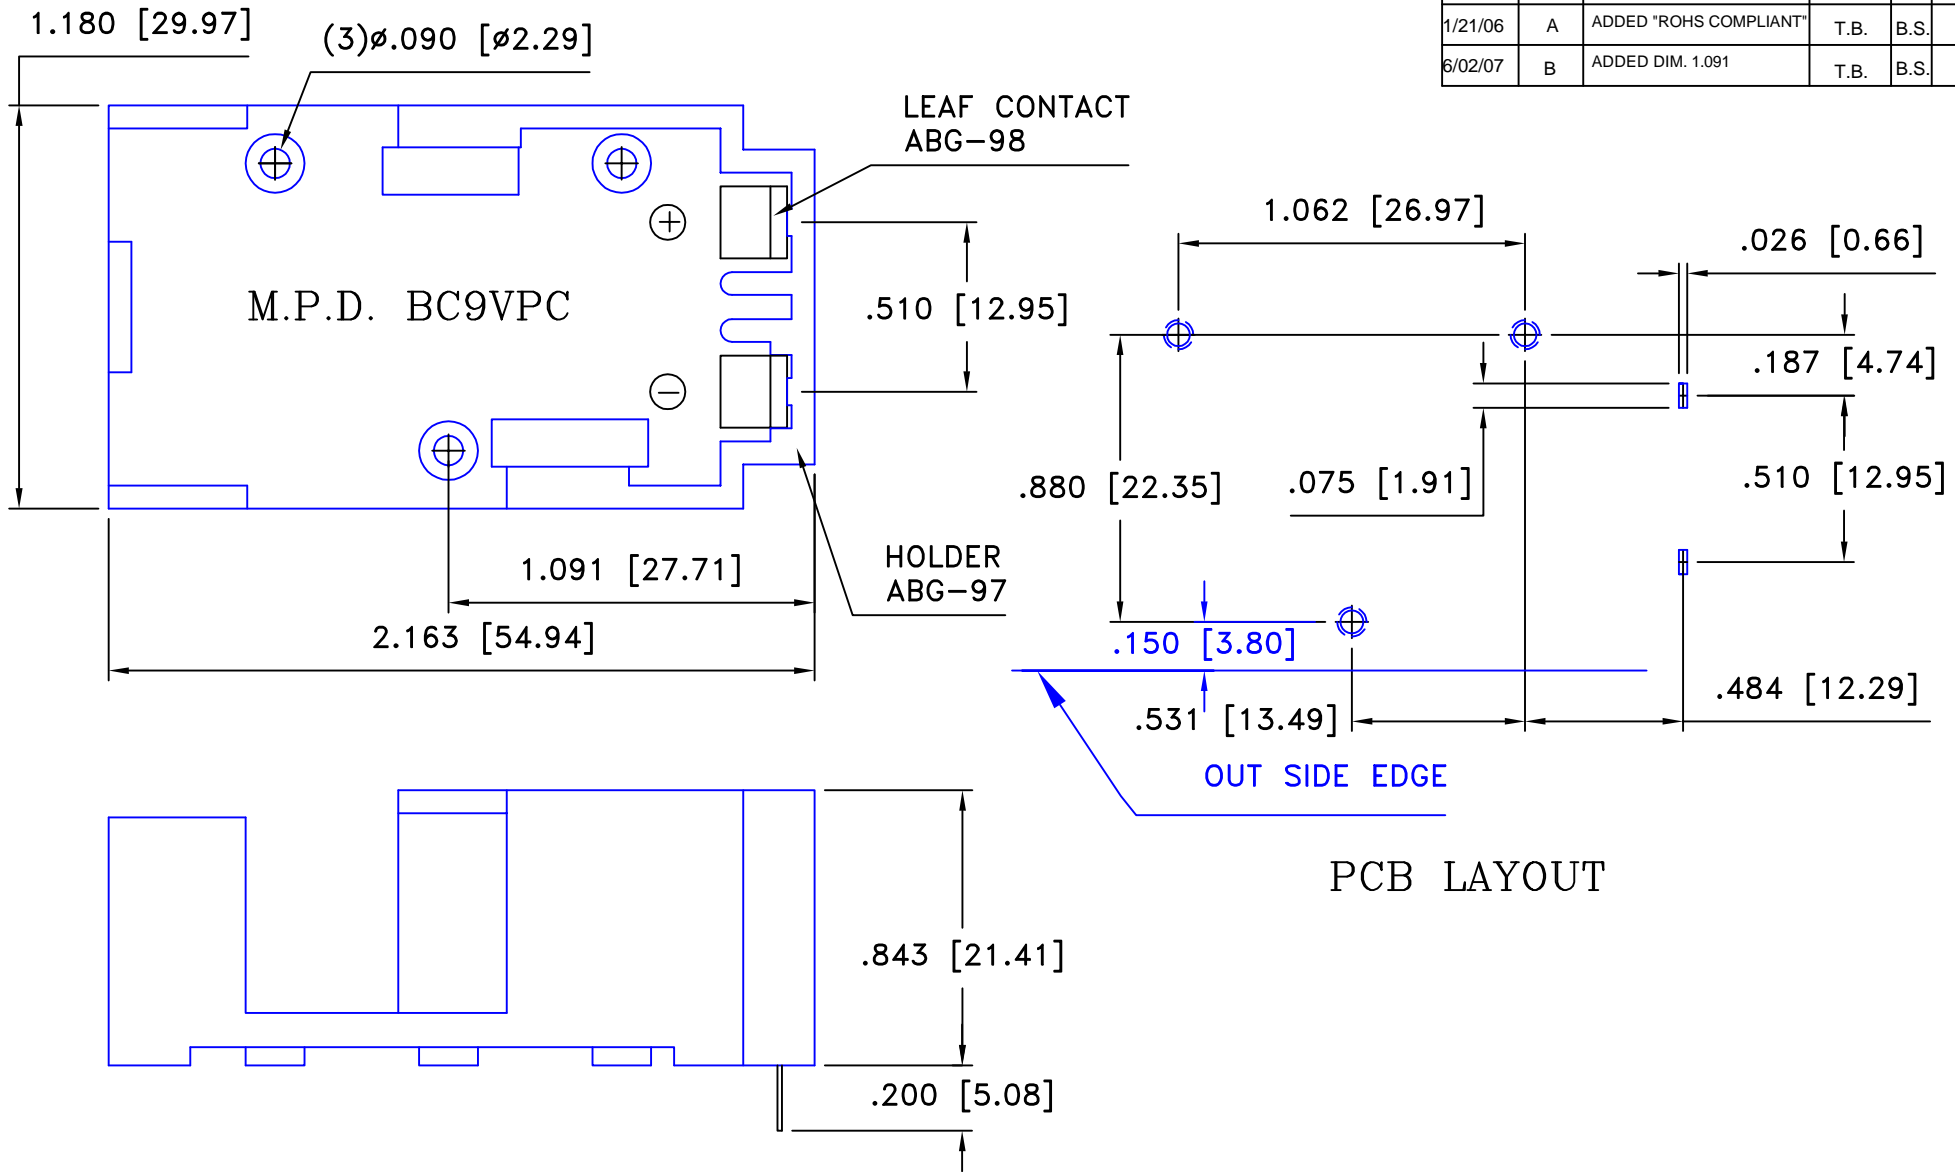 1.180 [29.97]
(3)ø.090 [ø2.29]
1/21/06 A ADDED "ROHS COMPLIANT" T.B. B.S.
6/02/07 B ADDED DIM. 1.091 T.B. B.S.
LEAF CONTACT
ABG-98
1.062 [26.97]
.026 [0.66]
M.P.D. BC9VPC
.510 [12.95]
.187 [4.74]
.880 [22.35]
.075 [1.91]
.510 [12.95]
1.091 [27.71]
HOLDER
ABG-97
2.163 [54.94]
.150 [3.80]
.484 [12.29]
.531 [13.49]
OUT SIDE EDGE
PCB LAYOUT
.843 [21.41]
.200 [5.08]